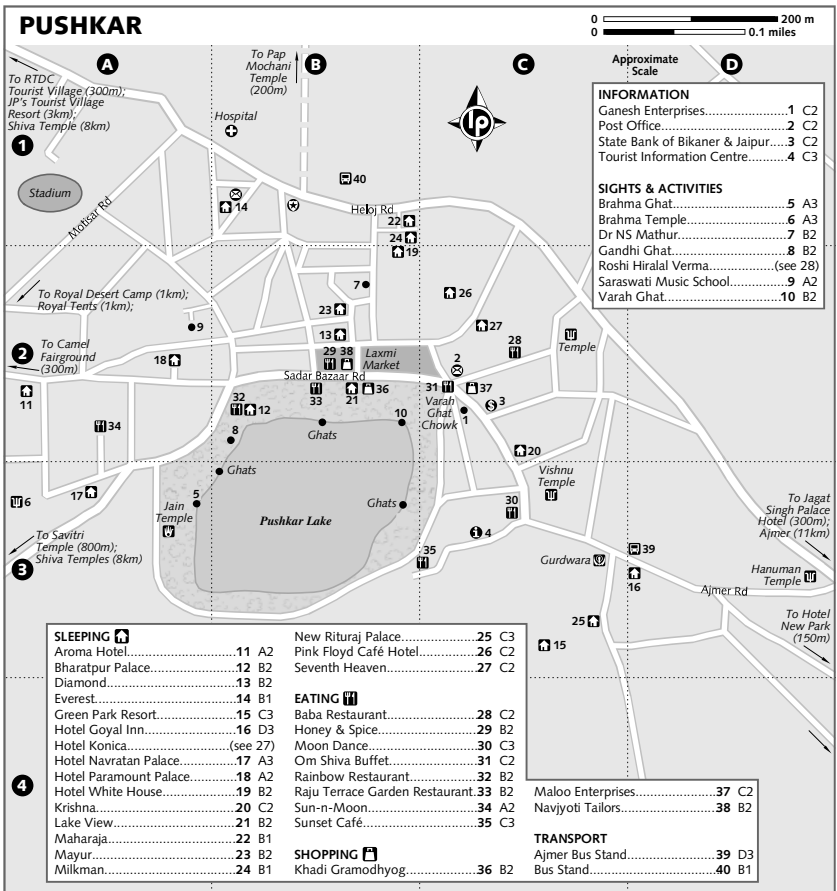 PUSHKAR
0 200 m
0 0.1 miles
Approximate
Scale
A
B
C
D
1
2
3
4
To RTDC
Tourist Village (300m);
JP's Tourist Village
Resort (3km);
Shiva Temple (8km)
To Pap
Mochani
Temple
(200m)
Hospital
lp
Stadium
Motisar Rd
40
14
Heloj Rd
22
24
19
7
26
23
27
13
28
Temple
To Royal Desert Camp (1km);
Royal Tents (1km);
9
To Camel
Fairground
(300m)
18
11
29 38
Laxmi
Market
2
Sadar Bazaar Rd
33
21
36
31
37
Varah
Ghat
Chowk
1
3
32
12
8
10
Ghats
34
20
Ghats
Vishnu
Temple
6
17
5
Jain
Temple
Pushkar Lake
Ghats
30
4
35
To Savitri
Temple (800m);
Shiva Temples (8km)
To Jagat
Singh Palace
Hotel (300m);
Ajmer (11km)
Gurdwara
39
16
Hanuman
Temple
Ajmer Rd
25
15
To Hotel
New Park
(150m)
INFORMATION
Ganesh Enterprises 1 C2
Post Office 2 C2
State Bank of Bikaner & Jaipur 3 C2
Tourist Information Centre 4 C3
SIGHTS & ACTIVITIES
Brahma Ghat 5 A3
Brahma Temple 6 A3
Dr NS Mathur 7 B2
Gandhi Ghat 8 B2
Roshi Hiralal Verma (see 28)
Saraswati Music School 9 A2
Varah Ghat 10 B2
SLEEPING
Aroma Hotel 11 A2
Bharatpur Palace 12 B2
Diamond 13 B2
Everest 14 B1
Green Park Resort 15 C3
Hotel Goyal Inn 16 D3
Hotel Konica (see 27)
Hotel Navratan Palace 17 A3
Hotel Paramount Palace 18 A2
Hotel White House 19 B2
Krishna 20 C2
Lake View 21 B2
Maharaja 22 B1
Mayur 23 B2
Milkman 24 B1
New Rituraj Palace 25 C3
Pink Floyd Café Hotel 26 C2
Seventh Heaven 27 C2
EATING
Baba Restaurant 28 C2
Honey & Spice 29 B2
Moon Dance 30 C3
Om Shiva Buffet 31 C2
Rainbow Restaurant 32 B2
Raju Terrace Garden Restaurant 33 B2
Sun-n-Moon 34 A2
Sunset Café 35 C3
SHOPPING
Khadi Gramodhyog 36 B2
Maloo Enterprises 37 C2
Navjyoti Tailors 38 B2
TRANSPORT
Ajmer Bus Stand 39 D3
Bus Stand 40 B1